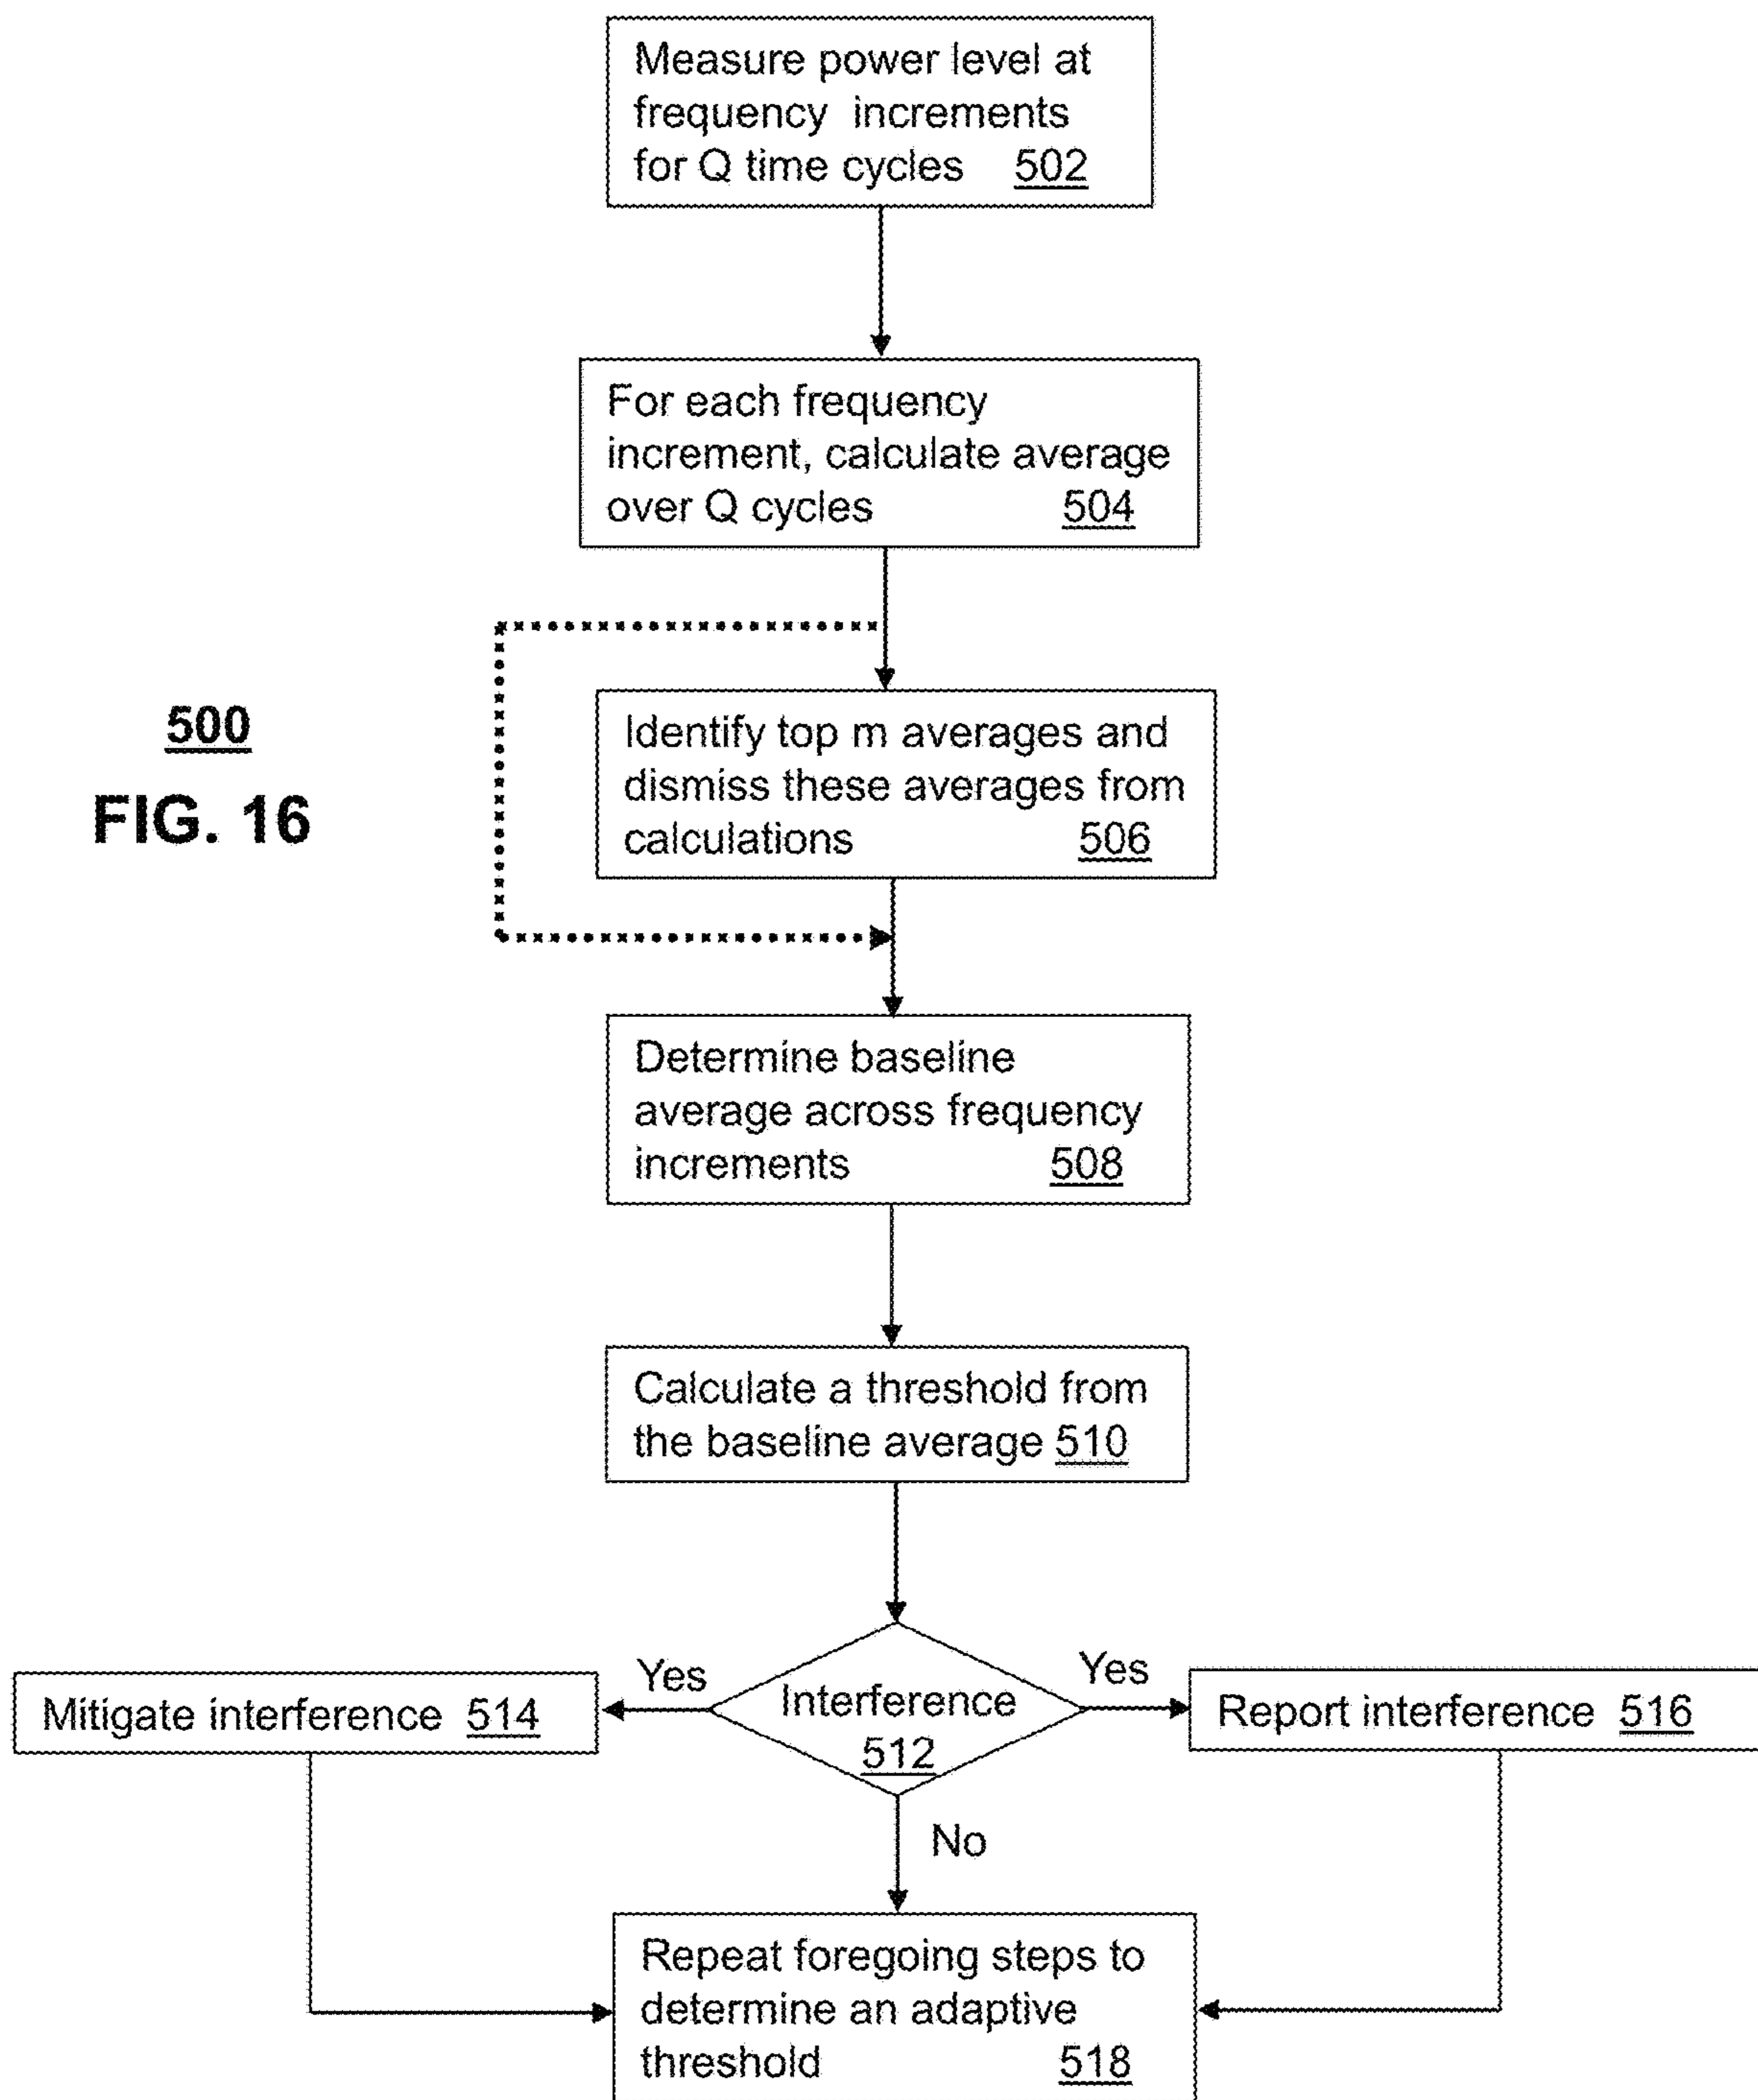 Measure power level at
frequency increments
for Q time cycles 502
For each frequency
increment, calculate average
over Q cycles 504
500
FIG. 16
Identify top m averages and
dismiss these averages from
calculations 506
Determine baseline
average across frequency
increments 508
Calculate a threshold from
the baseline average 510
Yes
Yes
Mitigate interference 514
Interference
512
Report interference 516
No
Repeat foregoing steps to
determine an adaptive
threshold 518